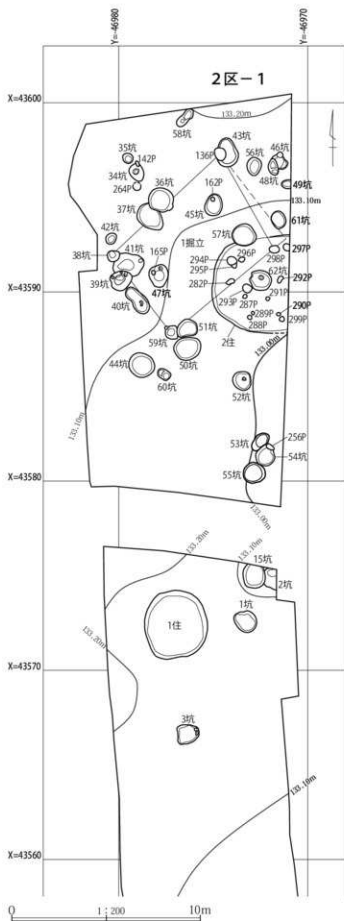 Y=-46980
Y=-46970
2区-1
X=43600
133.20m
58坑
43坑
136P
35坑
142P
34坑
264P
36坑
56坑
46坑
48坑
49坑
162P
45坑
133.10m
37坑
61坑
42坑
57坑
1掘立
297P
38坑
41坑
165P
294P
296P
298P
295P
62坑
292P
39坑
47坑
282P
291P
X=43590
40坑
293P
287P
290P
289P
299P
51坑
2住
288P
59坑
50坑
133.00m
44坑
60坑
52坑
133.10m
53坑
256P
54坑
55坑
X=43580
133.00m
133.10m
15坑
2坑
133.20m
1坑
1住
133.20m
X=43570
3坑
133.10m
X=43560
0
1:200
10m